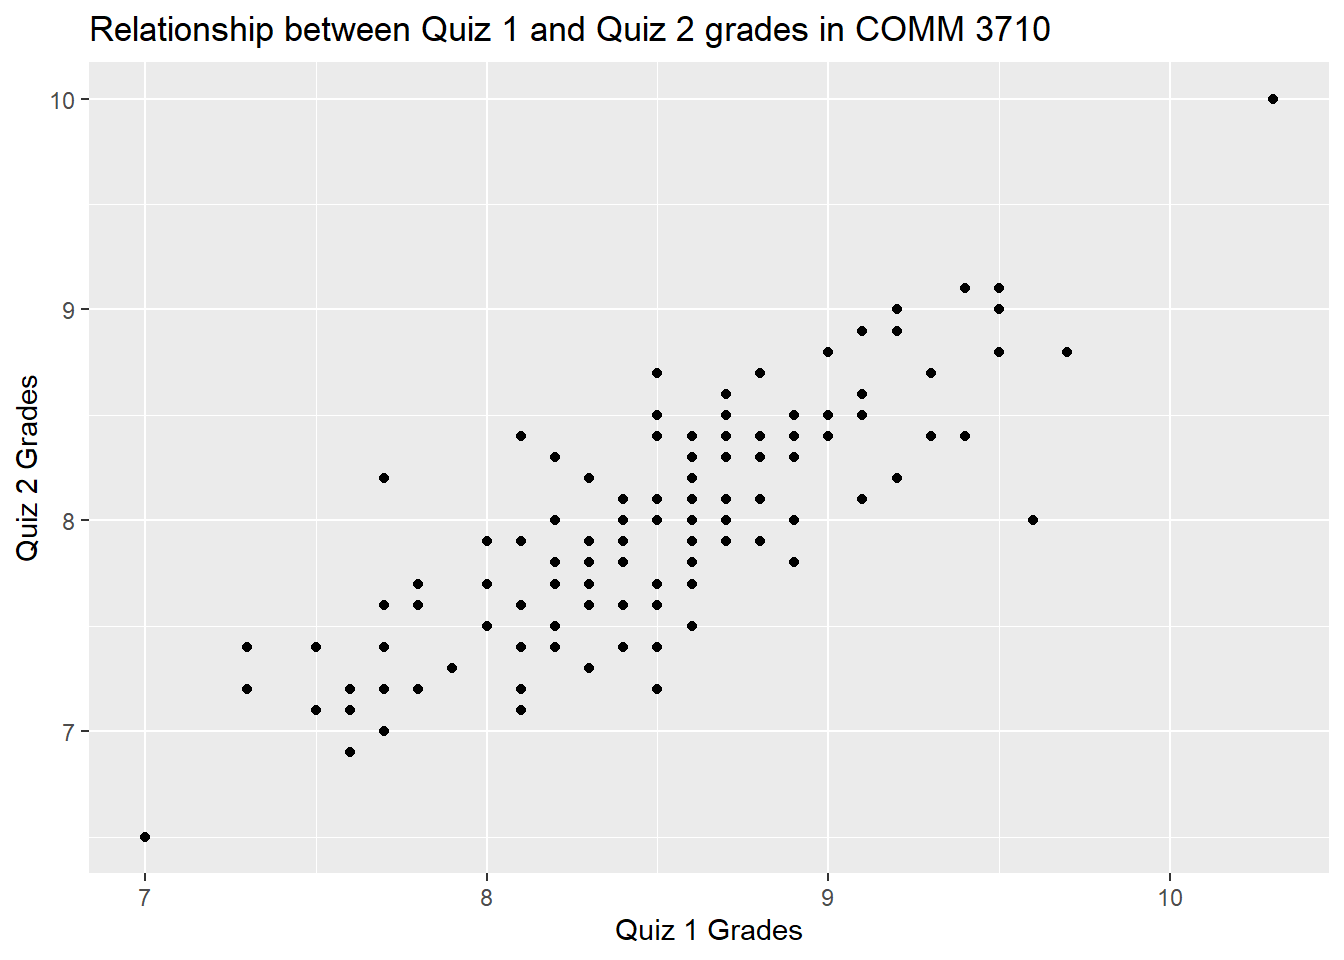 Relationship between Quiz 1 and Quiz 2 grades in COMM 3710
10
9
8
7
Quiz 2 Grades
7 8 9 10
Quiz 1 Grades